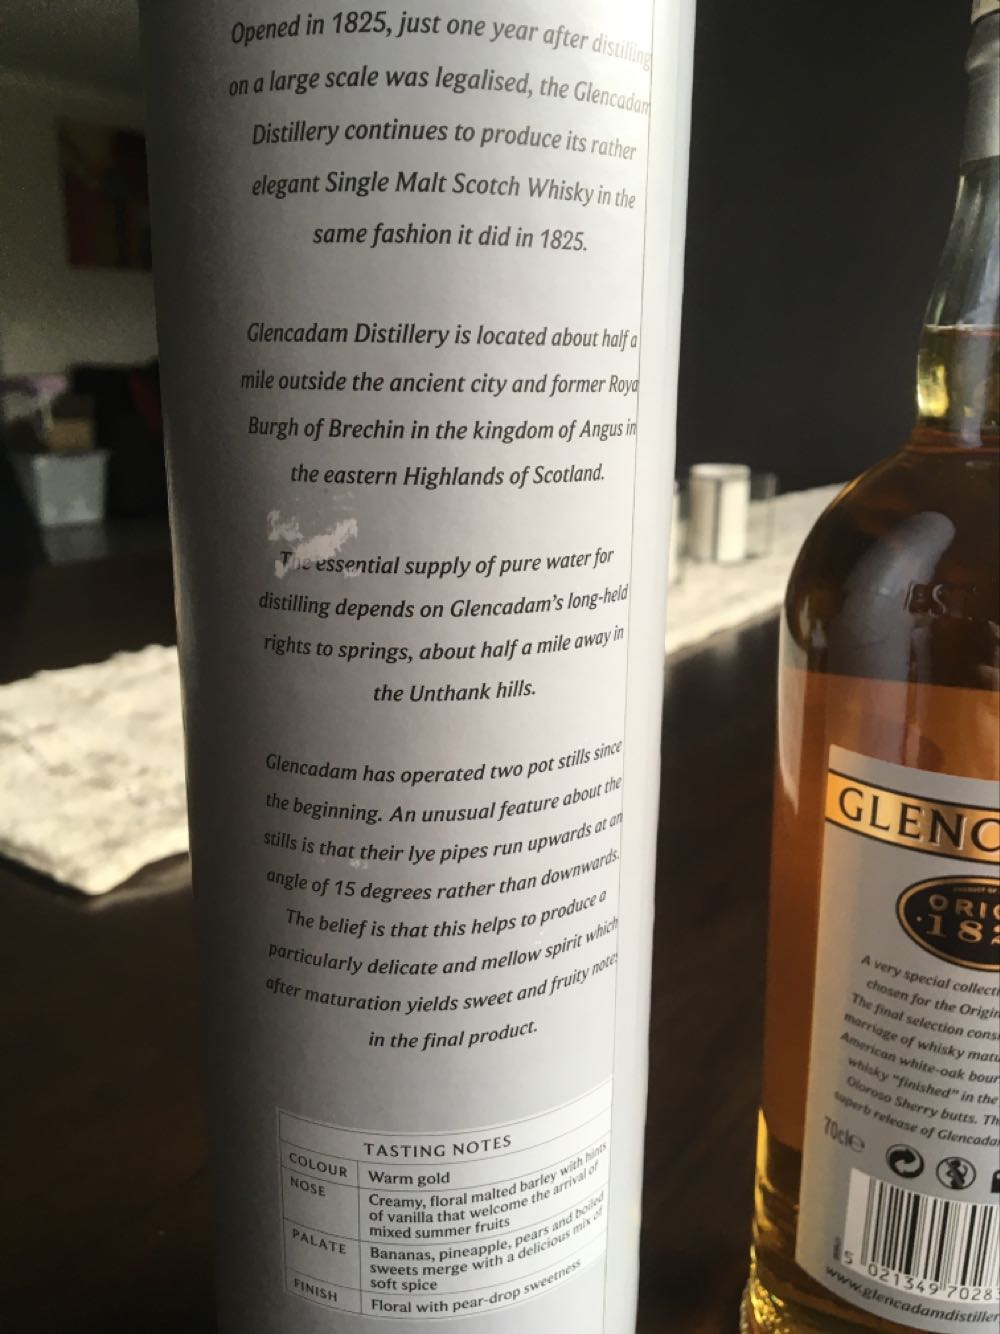 Opened in 1825, just one year after distilling
on a large scale was legalised, the Glencadam
Distillery continues to produce its rather
elegant Single Malt Scotch Whisky in the
same fashion it did in 1825.
Glencadam Distillery is located about half a
mile outside the ancient city and former Roya
Burgh of Brechin in the kingdom of Angus in
the eastern Highlands of Scotland.
The essential supply of pure water for
distilling depends on Glencadam's long-held
rights to springs, about half a mile away in
the Unthank hills.
Glencadam has operated two pot stills since
the beginning. An unusual feature about the
stills is that their lye pipes run upwards at an
angle of 15 degrees rather than downwards.
The belief is that this helps to produce a
particularly delicate and mellow spirit which
after maturation yields sweet and fruity notes
in the final product.
TASTING NOTES
COLOUR Warm gold
NOSE Creamy, floral malted barley with hints
of vanilla that welcome the arrival of
mixed summer fruits
PALATE Bananas, pineapple, pears and boiled
sweets merge with a delicious mix of
soft spice
FINISH Floral with pear-drop sweetness
EST
GLENC
ORIG
·182
A very special collecti
chosen for the Origin
The final selection cons
marriage of whisky matu
American white-oak bour
whisky "finished" in the
Oloroso Sherry butts. Th
superb release of Glencada
70cl e
5 021349 70283
www.glencadamdistiller